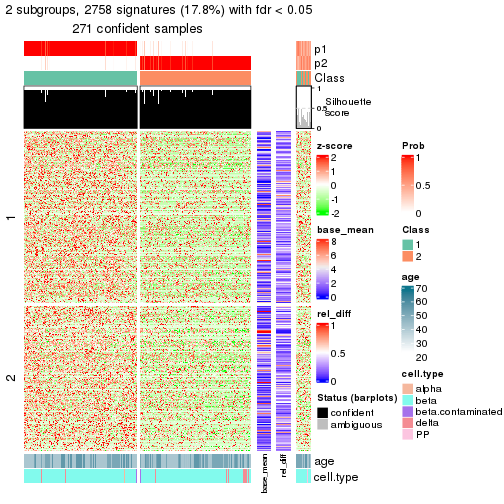 2 subgroups, 2758 signatures (17.8%) with fdr < 0.05
271 confident samples
p1
p2
Class
1
0.5
0
Silhouette
score
1
2
z-score
2
1
0
-1
-2
base_mean
8
6
4
2
0
rel_diff
1
0.5
0
Status (barplots)
confident
ambiguous
Prob
1
0.5
0
Class
1
2
age
70
60
50
40
30
20
cell.type
alpha
beta
beta.contaminated
delta
PP
age
cell.type
base_mean
rel_diff